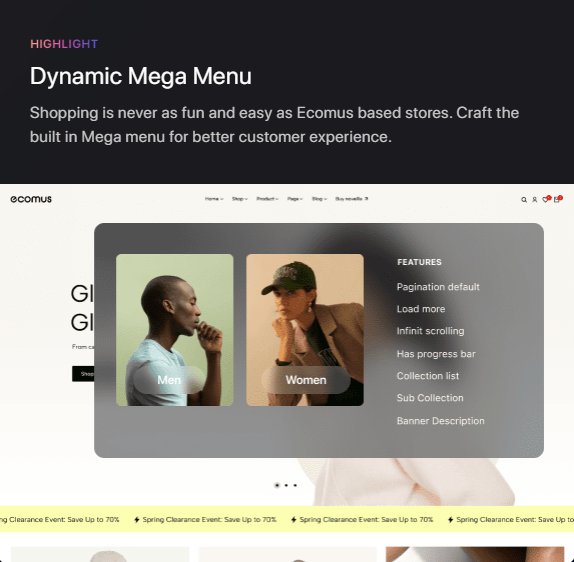 HIGHLIGHT
Dynamic Mega Menu
Shopping is never as fun and easy as Ecomus based stores. Craft the
built in Mega menu for better customer experience.
ecomus
Home Shop Product Page Blog Buy now
FEATURES
Pagination default
Load more
Infinit scrolling
Has progress bar
Collection list
Sub Collection
Banner Description
Men Women
Gl
Gl
From ca
Shop
ng Clearance Event: Save Up to 70% Spring Clearance Event: Save Up to 70% Spring Clearance Event: Save Up to 70% Spring Clearance Event: Save Up to